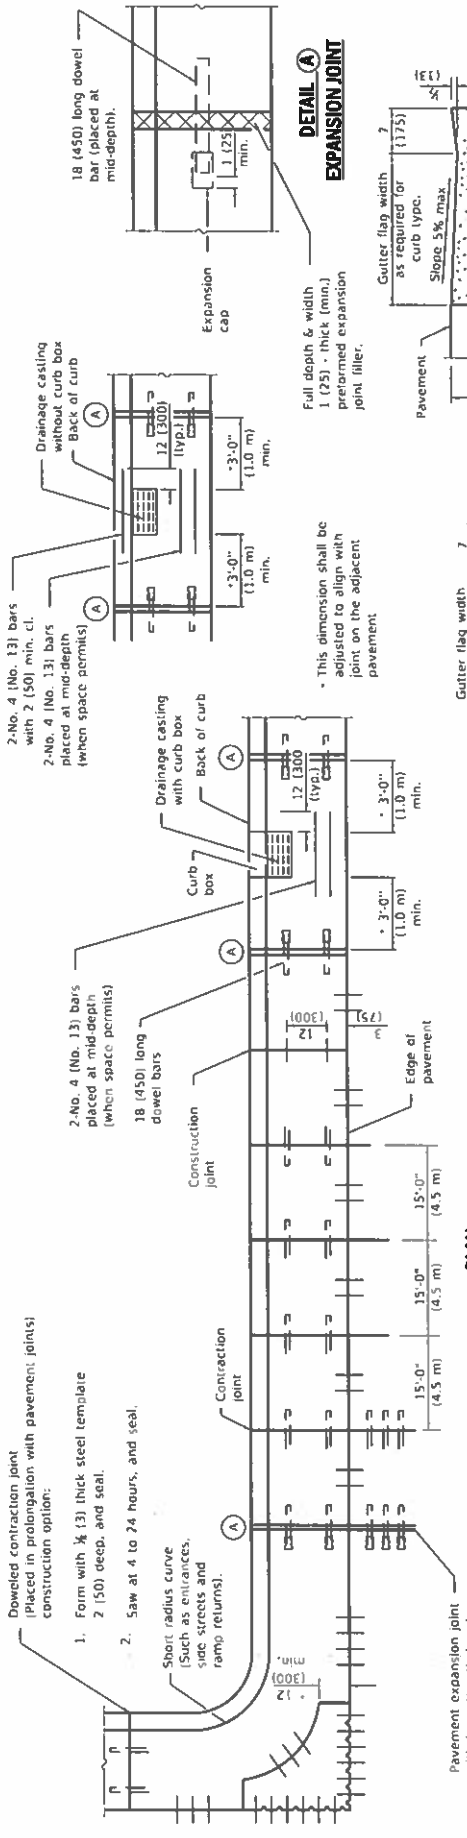 Doweled contraction joint
(Placed in prolongation with pavement joints)
construction option:
1. Form with ⅛ (3) thick steel template
2 (50) deep, and seal.
2. Saw at 4 to 24 hours, and seal.
Short radius curve
(Such as entrances,
side streets and
ramp returns).
* 12
(300)
min.
A
Pavement expansion joint
Contraction
joint
15'-0"
(4.5 m)
15'-0"
(4.5 m)
15'-0"
(4.5 m)
Construction
joint
12
(300)
3
(75)
Edge of
pavement
2-No. 4 (No. 13) bars
placed at mid-depth
(when space permits)
18 (450) long
dowel bars
A
Curb
box
Drainage casting
with curb box
Back of curb
A
12 (300
(typ.)
* 3'-0"
(1.0 m)
min.
* 3'-0"
(1.0 m)
min.
2-No. 4 (No. 13) bars
with 2 (50) min. cl.
2-No. 4 (No. 13) bars
placed at mid-depth
(when space permits)
Drainage casting
without curb box
Back of curb
A
A
12 (300)
(typ.)
*3'-0"
(1.0 m)
min.
*3'-0"
(1.0 m)
min.
* This dimension shall be
adjusted to align with
joint on the adjacent
pavement
18 (450) long dowel
bar (placed at
mid-depth).
Expansion
cap
1 (25)
min.
Full depth & width
1 (25) - thick (min.)
preformed expansion
joint filler.
DETAIL A
EXPANSION JOINT
Gutter flag width
as required for
curb type.
7
(175)
½
(13)
Slope 5% max
Pavement
Gutter flag width
7